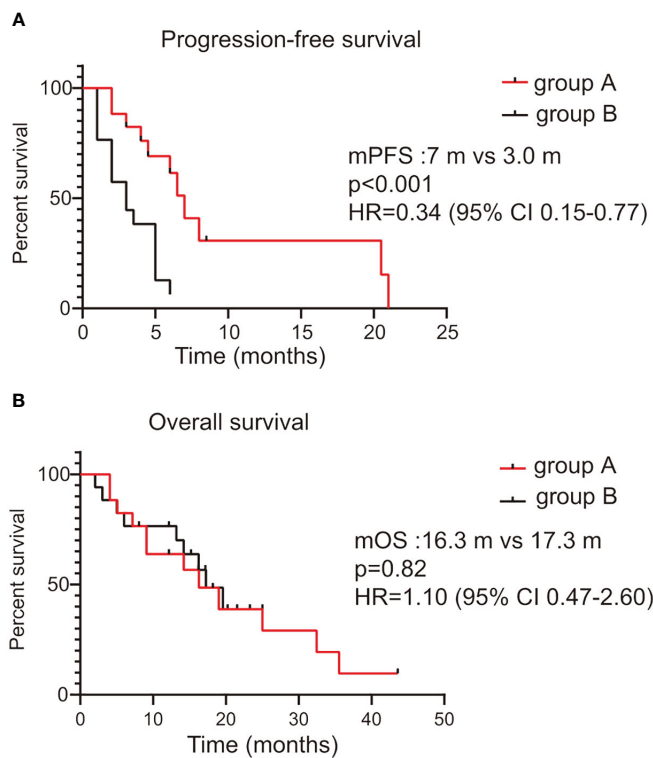 A
Progression-free survival
group A
group B
mPFS :7 m vs 3.0 m
p<0.001
HR=0.34 (95% CI 0.15-0.77)
Percent survival
100
50
0
0 5 10 15 20 25
Time (months)
B
Overall survival
group A
group B
mOS :16.3 m vs 17.3 m
p=0.82
HR=1.10 (95% CI 0.47-2.60)
Percent survival
100
50
0
0 10 20 30 40 50
Time (months)